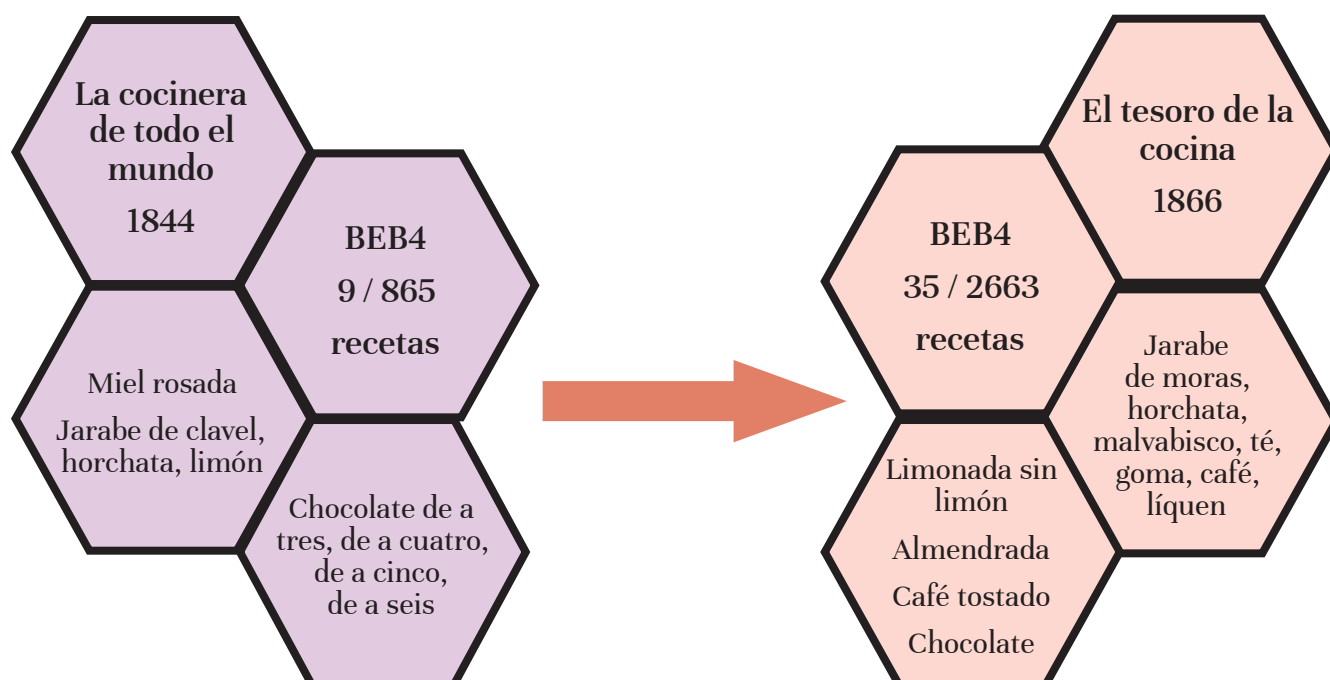 La cocinera
de todo el
mundo
1844
BEB4
9 / 865
recetas
Miel rosada
Jarabe de clavel,
horchata, limón
Chocolate de a
tres, de a cuatro,
de a cinco,
de a seis
El tesoro de la
cocina
1866
BEB4
35 / 2663
recetas
Jarabe
de moras,
horchata,
malvabisco, té,
goma, café,
líquen
Limonada sin
limón
Almendrada
Café tostado
Chocolate